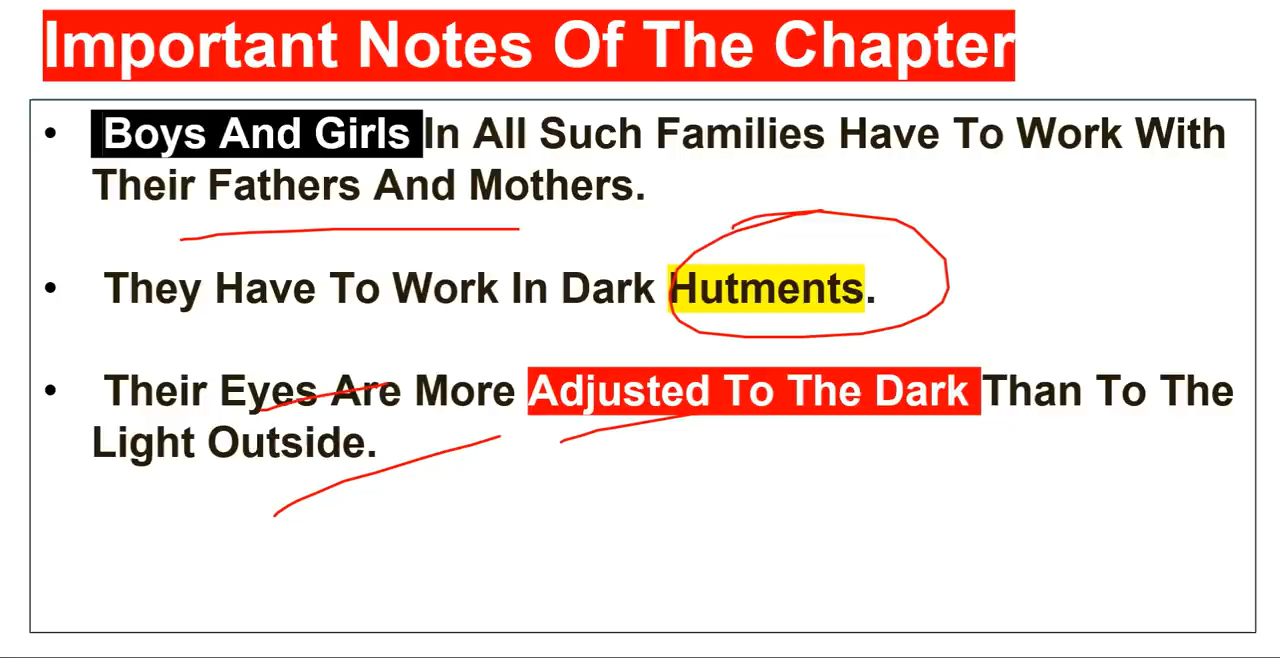 Important Notes Of The Chapter
• Boys And Girls In All Such Families Have To Work With
Their Fathers And Mothers.
• They Have To Work In Dark Hutments.
• Their Eyes Are More Adjusted To The Dark Than To The
Light Outside.